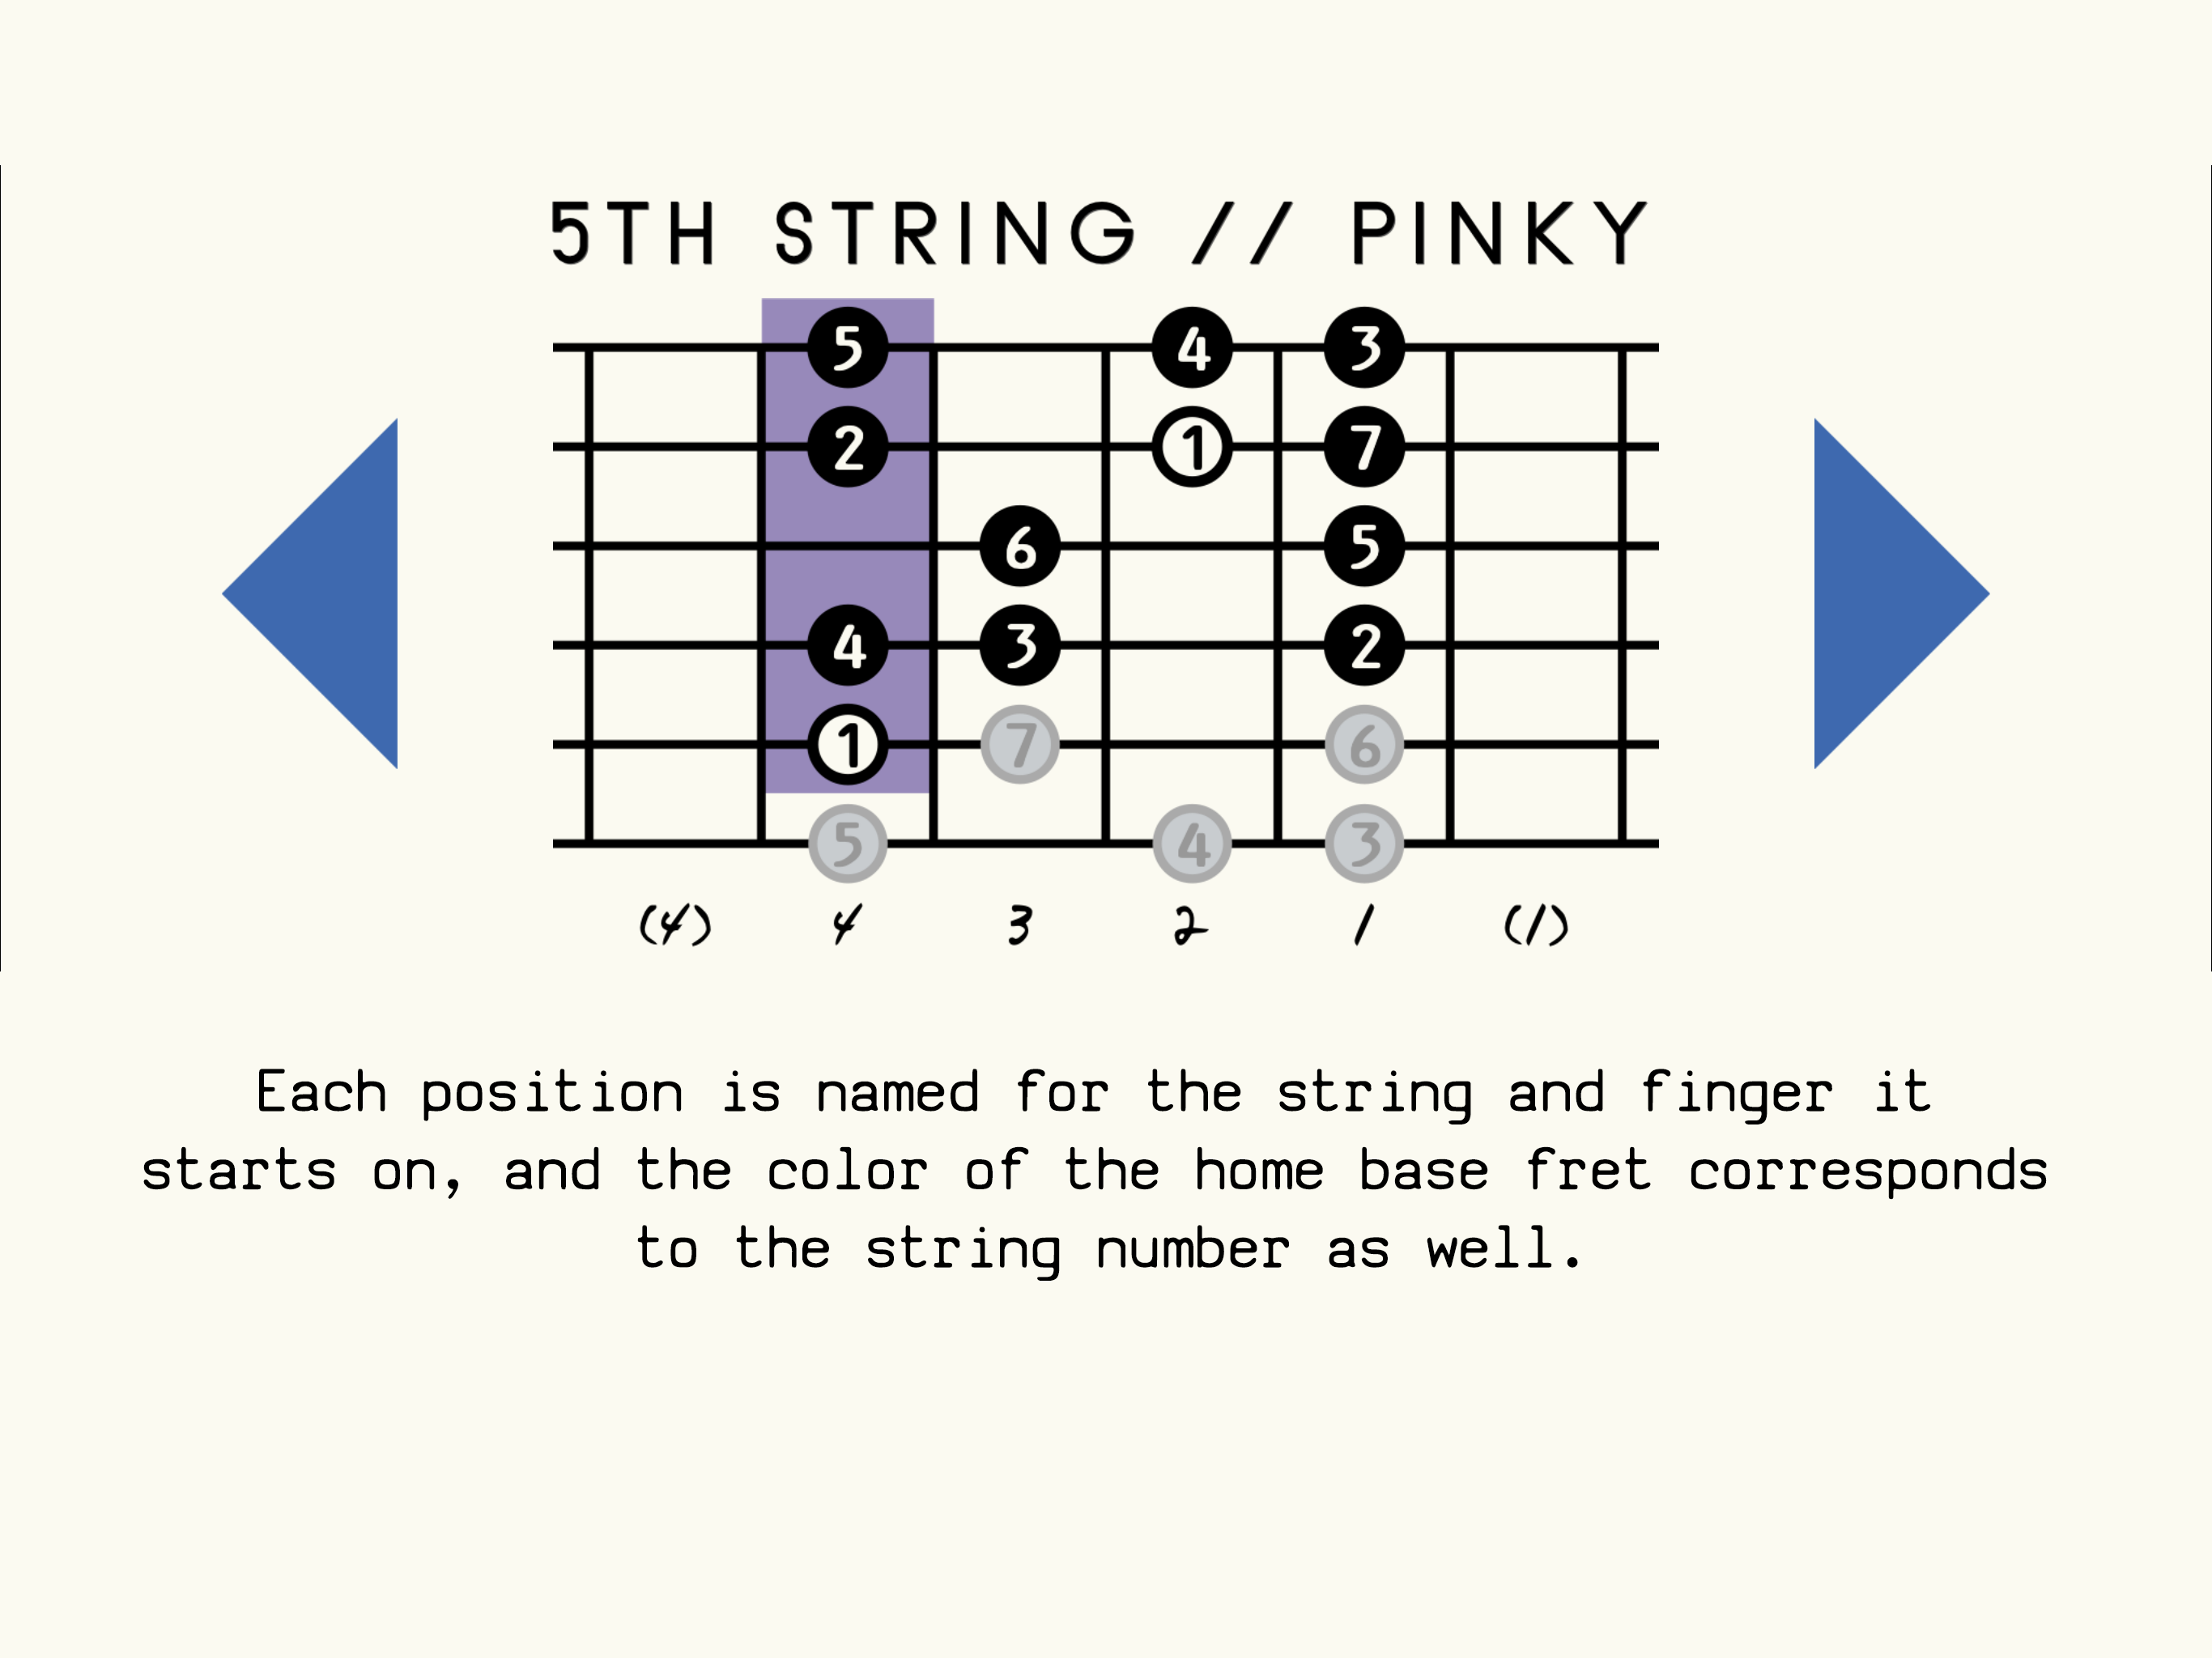 5TH STRING // PINKY
5 4 3
2 1 7
6 5
4 3 2
1 7 6
5 4 3
(4) 4 3 2 1 (1)
Each position is named for the string and finger it
starts on, and the color of the home base fret corresponds
to the string number as well.